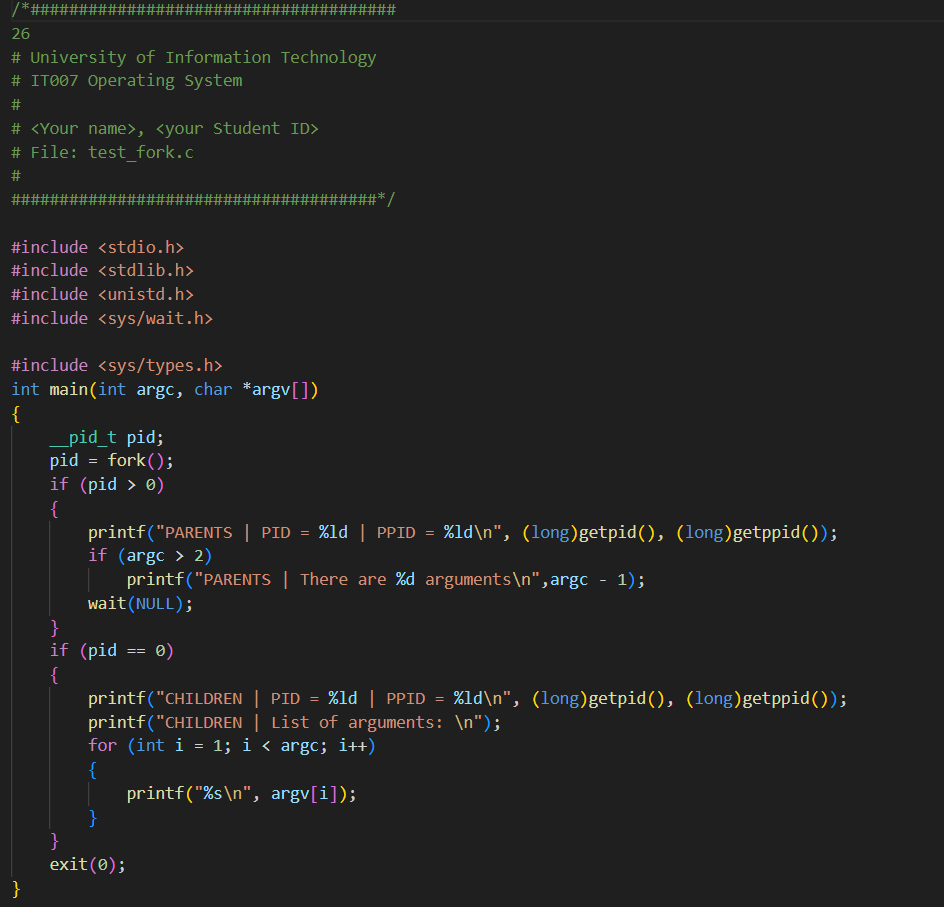 /*######################################
26
# University of Information Technology
# IT007 Operating System
#
# <Your name>, <your Student ID>
# File: test_fork.c
#
######################################*/

#include <stdio.h>
#include <stdlib.h>
#include <unistd.h>
#include <sys/wait.h>

#include <sys/types.h>
int main(int argc, char *argv[])
{
    __pid_t pid;
    pid = fork();
    if (pid > 0)
    {
        printf("PARENTS | PID = %ld | PPID = %ld\n", (long)getpid(), (long)getppid());
        if (argc > 2)
            printf("PARENTS | There are %d arguments\n",argc - 1);
        wait(NULL);
    }
    if (pid == 0)
    {
        printf("CHILDREN | PID = %ld | PPID = %ld\n", (long)getpid(), (long)getppid());
        printf("CHILDREN | List of arguments: \n");
        for (int i = 1; i < argc; i++)
        {
            printf("%s\n", argv[i]);
        }
    }
    exit(0);
}